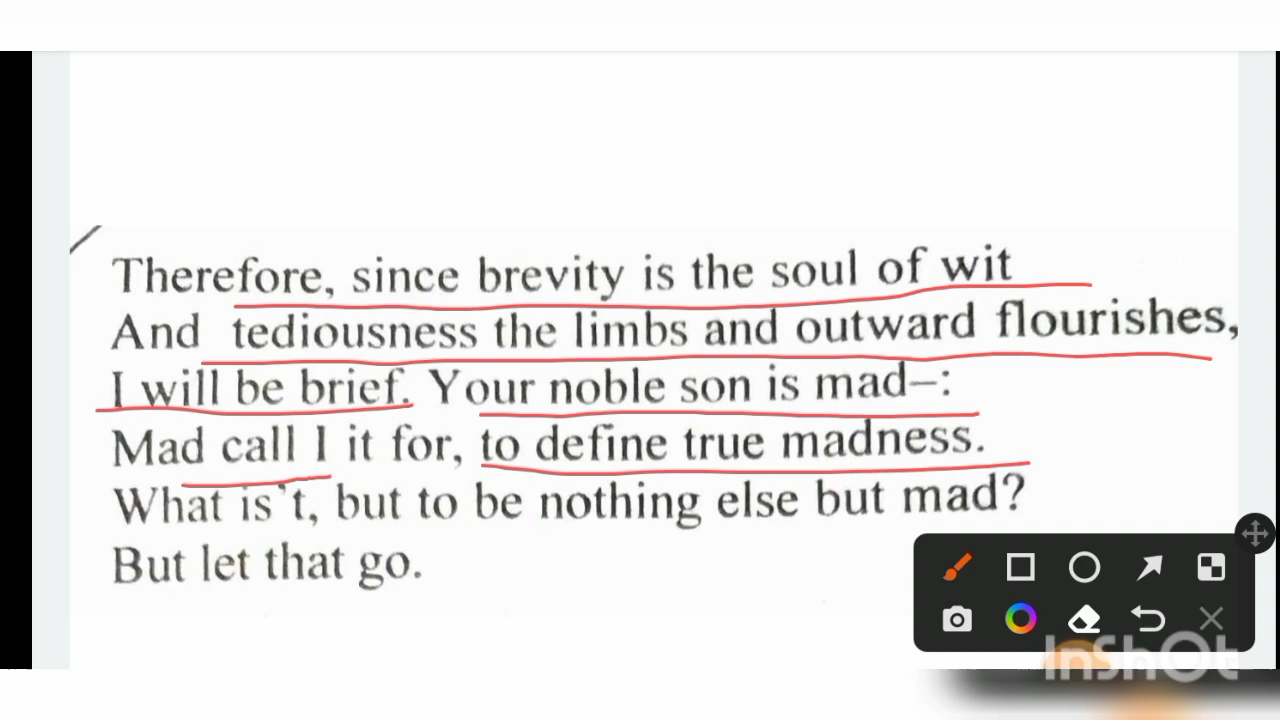 Therefore, since brevity is the soul of wit
And tediousness the limbs and outward flourishes,
I will be brief. Your noble son is mad–:
Mad call I it for, to define true madness.
What is't, but to be nothing else but mad?
But let that go.
InShOt